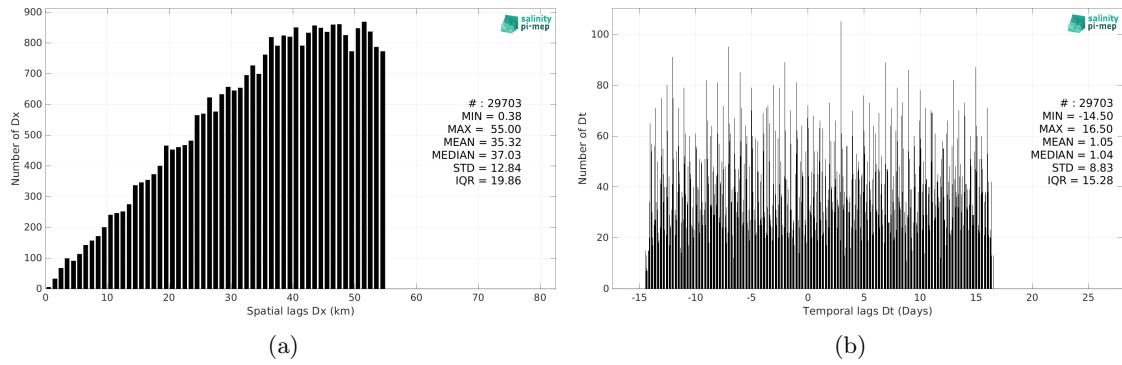 900
800
700
600
500
400
300
200
100
0
Number of Dx
0 10 20 30 40 50 60 70 80
Spatial lags Dx (km)
salinity
pi-mep
# : 29703
MIN = 0.38
MAX = 55.00
MEAN = 35.32
MEDIAN = 37.03
STD = 12.84
IQR = 19.86
(a)
100
80
60
40
20
0
Number of Dt
-15 -10 -5 0 5 10 15 20 25
Temporal lags Dt (Days)
salinity
pi-mep
# : 29703
MIN = -14.50
MAX = 16.50
MEAN = 1.05
MEDIAN = 1.04
STD = 8.83
IQR = 15.28
(b)